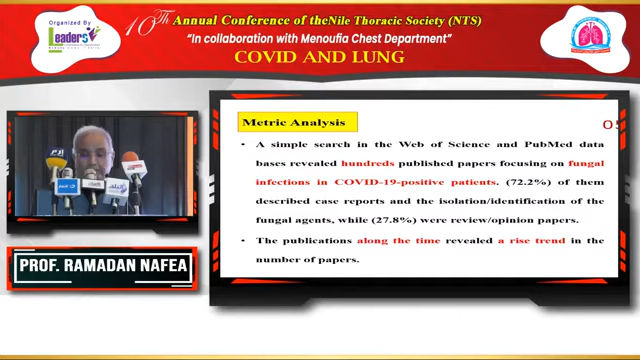 Organized By
Leaders
10Th Annual Conference of theNile Thoracic Society (NTS)
“In collaboration with Menoufia Chest Department”
COVID AND LUNG
Metric Analysis
05
• A simple search in the Web of Science and PubMed data
bases revealed hundreds published papers focusing on fungal
infections in COVID-19-positive patients. (72.2%) of them
described case reports and the isolation/identification of the
fungal agents, while (27.8%) were review/opinion papers.
• The publications along the time revealed a rise trend in the
number of papers.
PROF. RAMADAN NAFEA